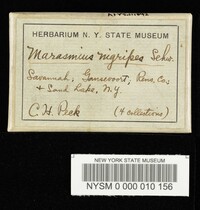 HERBARIUM N. Y. STATE MUSEUM
Marasmius nigripes Schw.
Savannah, Gansevoort, Rens. Co.
& Sand Lake, N.Y.
C. H. Peck (4 collections)
NEW YORK STATE MUSEUM
NYSM 0 000 010 156